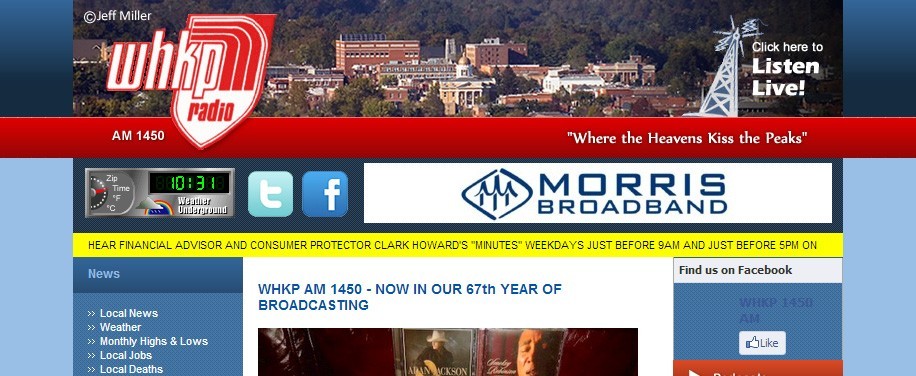 ©Jeff Miller
whkp
radio
AM 1450
Click here to
Listen
Live!
"Where the Heavens Kiss the Peaks"
Zip
Time
°F
°C
10:31
Weather
Underground
MORRIS
BROADBAND
HEAR FINANCIAL ADVISOR AND CONSUMER PROTECTOR CLARK HOWARD'S "MINUTES" WEEKDAYS JUST BEFORE 9AM AND JUST BEFORE 5PM ON
News
>> Local News
>> Weather
>> Monthly Highs & Lows
>> Local Jobs
>> Local Deaths
WHKP AM 1450 - NOW IN OUR 67th YEAR OF
BROADCASTING
ALAN JACKSON
Smokey
Robinson
Find us on Facebook
WHKP 1450
AM
Like
Podcasts